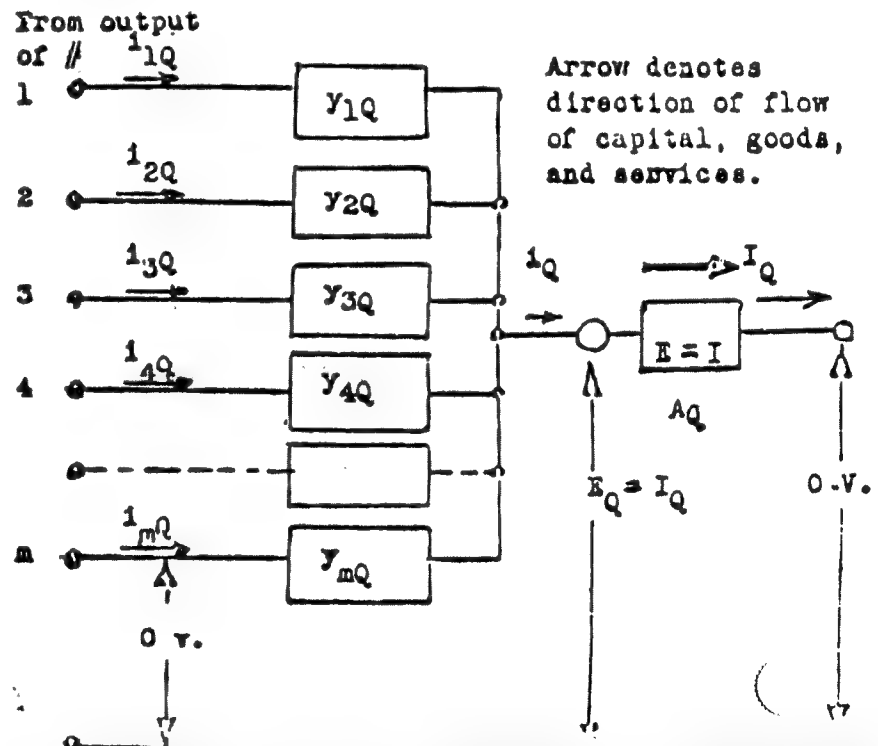 From output
of #
1 i1Q y1Q
Arrow denotes
direction of flow
of capital, goods,
and services.
2 i2Q y2Q
3 i3Q y3Q
4 i4Q y4Q
iQ IQ
E = I
AQ
EQ = IQ
O.V.
m imQ ymQ
O v.